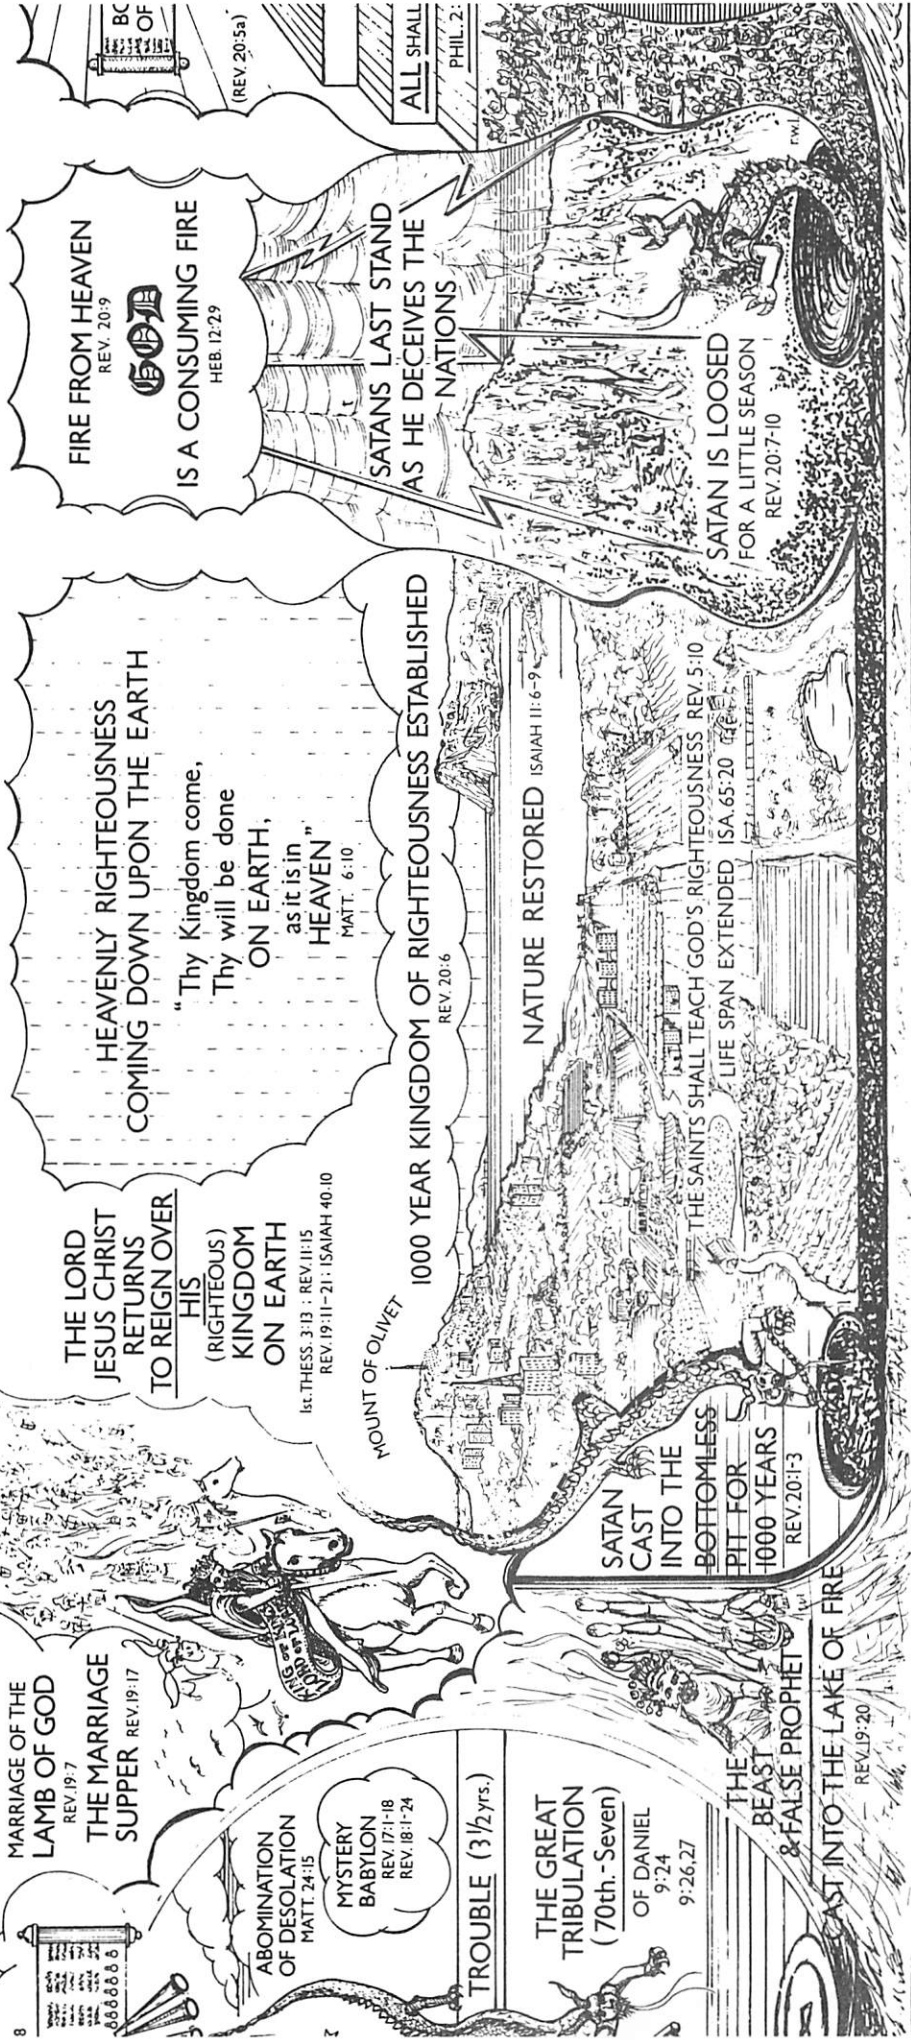 8
MARRIAGE OF THE
LAMB OF GOD
REV. 19:7
THE MARRIAGE
SUPPER REV. 19:17
ABOMINATION
OF DESOLATION
MATT. 24:15
MYSTERY
BABYLON
REV. 17:1-18
REV. 18:1-24
TROUBLE (3½yrs.)
THE GREAT
TRIBULATION
(70th.-Seven)
OF DANIEL
9:24
9:26,27
KING OF KINGS
LORD OF LORDS
THE
BEAST
& FALSE PROPHET
CAST INTO THE LAKE OF FIRE
REV. 19:20
THE LORD
JESUS CHRIST
RETURNS
TO REIGN OVER
HIS
(RIGHTEOUS)
KINGDOM
ON EARTH
1st. THESS. 3:13 : REV. 11:15
REV. 19:11-21 : ISAIAH 40:10
MOUNT OF OLIVET
SATAN
CAST
INTO THE
BOTTOMLESS
PIT FOR
1000 YEARS
REV. 20:1-3
HEAVENLY RIGHTEOUSNESS
COMING DOWN UPON THE EARTH
"Thy Kingdom come,
Thy will be done
ON EARTH,
as it is in
HEAVEN"
MATT. 6:10
1000 YEAR KINGDOM OF RIGHTEOUSNESS ESTABLISHED
REV. 20:6
NATURE RESTORED ISAIAH 11:6-9
THE SAINTS SHALL TEACH GOD'S RIGHTEOUSNESS REV. 5:10
LIFE SPAN EXTENDED ISA. 65:20
FIRE FROM HEAVEN
REV. 20:9
GOD
IS A CONSUMING FIRE
HEB. 12:29
SATANS LAST STAND
AS HE DECEIVES THE
NATIONS
SATAN IS LOOSED
FOR A LITTLE SEASON
REV. 20:7-10
r.w.l.
BO
OF
(REV. 20:5a)
ALL SHALL
PHIL. 2: